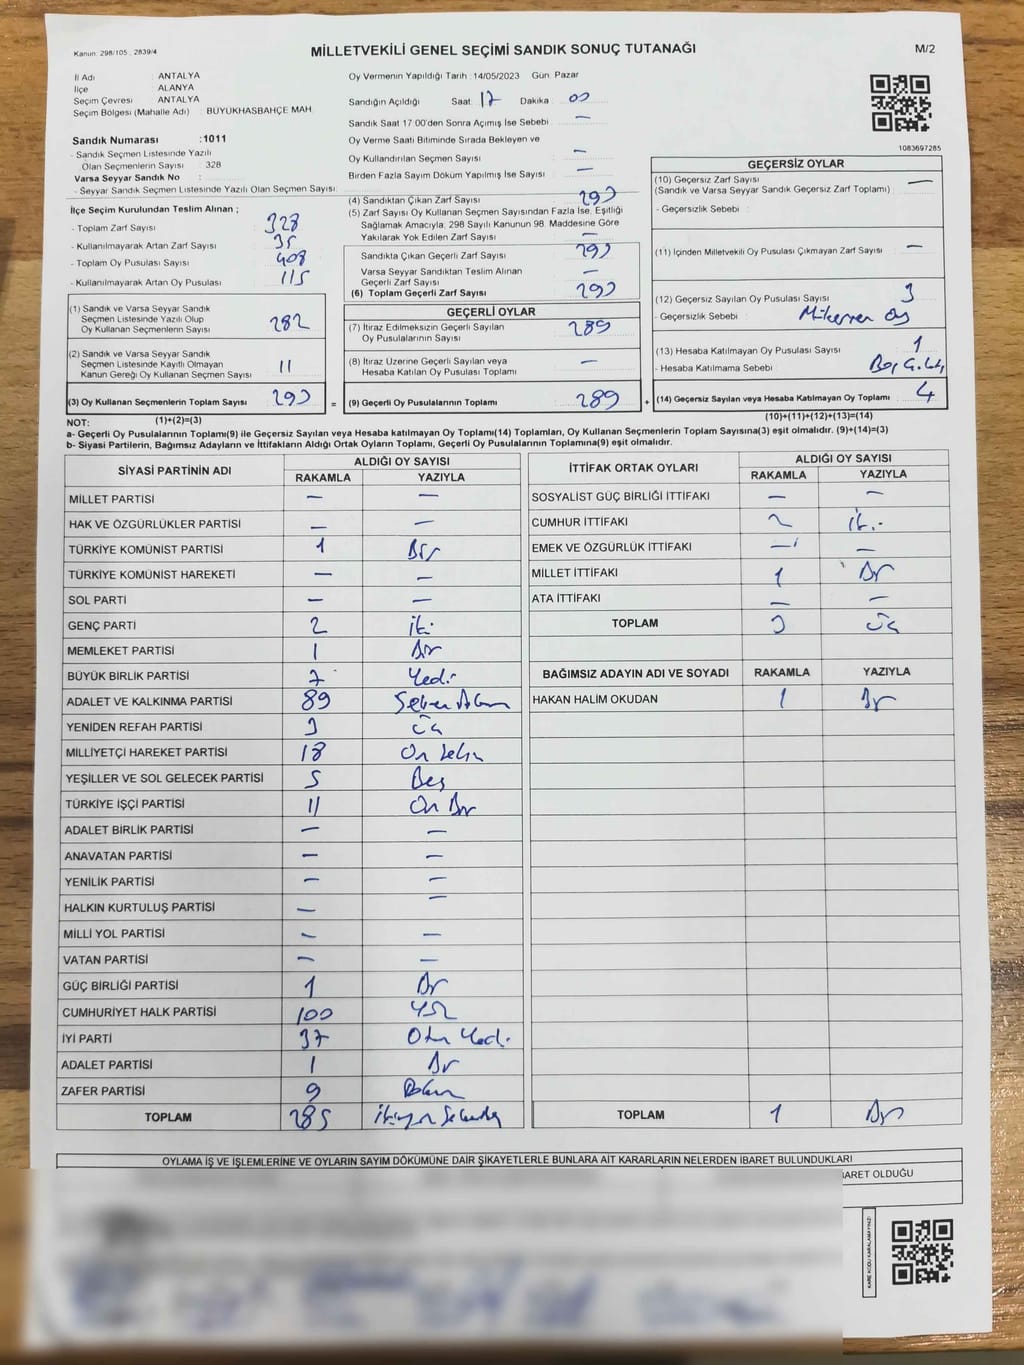 Kanun: 298/105 , 2839/4
MİLLETVEKİLİ GENEL SEÇİMİ SANDIK SONUÇ TUTANAĞI
M/2
İl Adı : ANTALYA
İlçe : ALANYA
Seçim Çevresi : ANTALYA
Seçim Bölgesi (Mahalle Adı) : BÜYÜKHASBAHÇE MAH.
Sandık Numarası :1011
- Sandık Seçmen Listesinde Yazılı
Olan Seçmenlerin Sayısı : 328
Varsa Seyyar Sandık No :
- Seyyar Sandık Seçmen Listesinde Yazılı Olan Seçmen Sayısı:
Oy Vermenin Yapıldığı Tarih :14/05/2023 Gün: Pazar
Sandığın Açıldığı Saat: 17 Dakika : 00
Sandık Saat 17:00'den Sonra Açımış İse Sebebi : —
Oy Verme Saati Bitiminde Sırada Bekleyen ve
Oy Kullandırılan Seçmen Sayısı : —
Birden Fazla Sayım Döküm Yapılmış İse Sayısı : —
1083697285
İlçe Seçim Kurulundan Teslim Alınan ;
- Toplam Zarf Sayısı : 328
- Kullanılmayarak Artan Zarf Sayısı : 35
- Toplam Oy Pusulası Sayısı : 408
- Kullanılmayarak Artan Oy Pusulası : 115
(1) Sandık ve Varsa Seyyar Sandık
Seçmen Listesinde Yazılı Olup
Oy Kullanan Seçmenlerin Sayısı : 282
(2) Sandık ve Varsa Seyyar Sandık
Seçmen Listesinde Kayıtlı Olmayan
Kanun Gereği Oy Kullanan Seçmen Sayısı : 11
(3) Oy Kullanan Seçmenlerin Toplam Sayısı : 293
(4) Sandıktan Çıkan Zarf Sayısı : 293
(5) Zarf Sayısı Oy Kullanan Seçmen Sayısından Fazla İse, Eşitliği
Sağlamak Amacıyla; 298 Sayılı Kanunun 98. Maddesine Göre
Yakılarak Yok Edilen Zarf Sayısı : —
Sandıkta Çıkan Geçerli Zarf Sayısı : 293
Varsa Seyyar Sandıktan Teslim Alınan
Geçerli Zarf Sayısı : —
(6) Toplam Geçerli Zarf Sayısı : 293
GEÇERLİ OYLAR
(7) İtiraz Edilmeksizin Geçerli Sayılan
Oy Pusulalarının Sayısı : 289
(8) İtiraz Üzerine Geçerli Sayılan veya
Hesaba Katılan Oy Pusulası Toplamı : —
= (9) Geçerli Oy Pusulalarının Toplamı : 289
GEÇERSİZ OYLAR
(10) Geçersiz Zarf Sayısı : —
(Sandık ve Varsa Seyyar Sandık Geçersiz Zarf Toplamı)
- Geçersizlik Sebebi :
(11) İçinden Milletvekili Oy Pusulası Çıkmayan Zarf Sayısı : —
(12) Geçersiz Sayılan Oy Pusulası Sayısı : 3
- Geçersizlik Sebebi : Mükerrer oy
(13) Hesaba Katılmayan Oy Pusulası Sayısı : 1
- Hesaba Katılmama Sebebi : Boş
+ (14) Geçersiz Sayılan veya Hesaba Katılmayan Oy Toplamı : 4
NOT: (1)+(2)=(3)
(10)+(11)+(12)+(13)=(14)
a- Geçerli Oy Pusulalarının Toplamı(9) ile Geçersiz Sayılan veya Hesaba katılmayan Oy Toplamı(14) Toplamları, Oy Kullanan Seçmenlerin Toplam Sayısına(3) eşit olmalıdır. (9)+(14)=(3)
b- Siyasi Partilerin, Bağımsız Adayların ve İttifakların Aldığı Ortak Oyların Toplamı, Geçerli Oy Pusulalarının Toplamına(9) eşit olmalıdır.
SİYASİ PARTİNİN ADI ALDIĞI OY SAYISI
RAKAMLA YAZIYLA
MİLLET PARTİSİ — —
HAK VE ÖZGÜRLÜKLER PARTİSİ — —
TÜRKİYE KOMÜNİST PARTİSİ 1 Bir
TÜRKİYE KOMÜNİST HAREKETİ — —
SOL PARTİ — —
GENÇ PARTİ 2 iki
MEMLEKET PARTİSİ 1 Bir
BÜYÜK BİRLİK PARTİSİ 7 Yedi
ADALET VE KALKINMA PARTİSİ 89 Seksen Dokuz
YENİDEN REFAH PARTİSİ 3 Üç
MİLLİYETÇİ HAREKET PARTİSİ 18 On Sekiz
YEŞİLLER VE SOL GELECEK PARTİSİ 5 Beş
TÜRKİYE İŞÇİ PARTİSİ 11 On Bir
ADALET BİRLİK PARTİSİ — —
ANAVATAN PARTİSİ — —
YENİLİK PARTİSİ — —
HALKIN KURTULUŞ PARTİSİ — —
MİLLİ YOL PARTİSİ — —
VATAN PARTİSİ — —
GÜÇ BİRLİĞİ PARTİSİ 1 Bir
CUMHURİYET HALK PARTİSİ 100 Yüz
İYİ PARTİ 37 Otuz Yedi
ADALET PARTİSİ 1 Bir
ZAFER PARTİSİ 9 Dokuz
TOPLAM 285 ikiyüz Seksenbeş
İTTİFAK ORTAK OYLARI ALDIĞI OY SAYISI
RAKAMLA YAZIYLA
SOSYALİST GÜÇ BİRLİĞİ İTTİFAKI — —
CUMHUR İTTİFAKI 2 iki
EMEK VE ÖZGÜRLÜK İTTİFAKI — —
MİLLET İTTİFAKI 1 Bir
ATA İTTİFAKI — —
TOPLAM 3 Üç
BAĞIMSIZ ADAYIN ADI VE SOYADI RAKAMLA YAZIYLA
HAKAN HALİM OKUDAN 1 Bir
TOPLAM 1 Bir
OYLAMA İŞ VE İŞLEMLERİNE VE OYLARIN SAYIM DÖKÜMÜNE DAİR ŞİKAYETLERLE BUNLARA AİT KARARLARIN NELERDEN İBARET BULUNDUKLARI
BARET OLDUĞU
KARE KODU KARALAMAYINIZ!